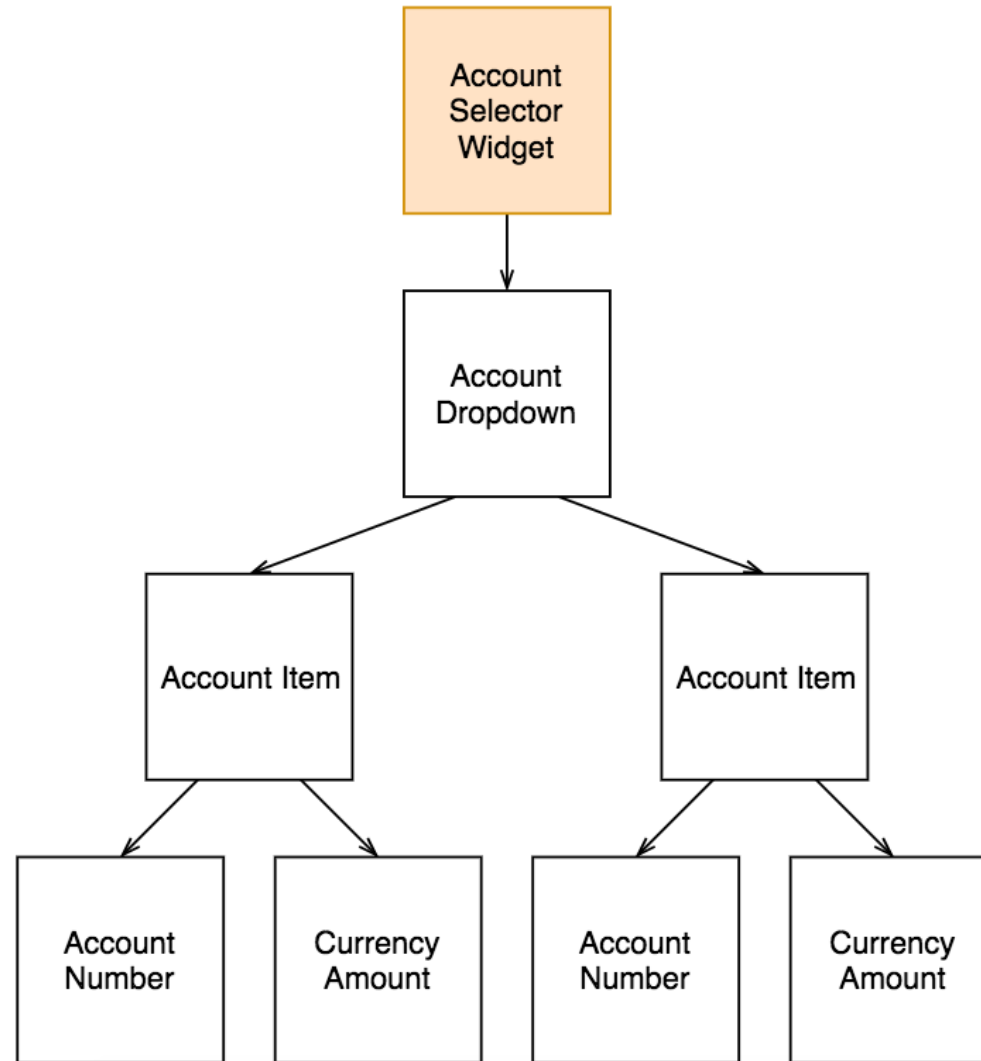 Account
Selector
Widget
Account
Dropdown
Account Item
Account Item
Account
Number
Currency
Amount
Account
Number
Currency
Amount